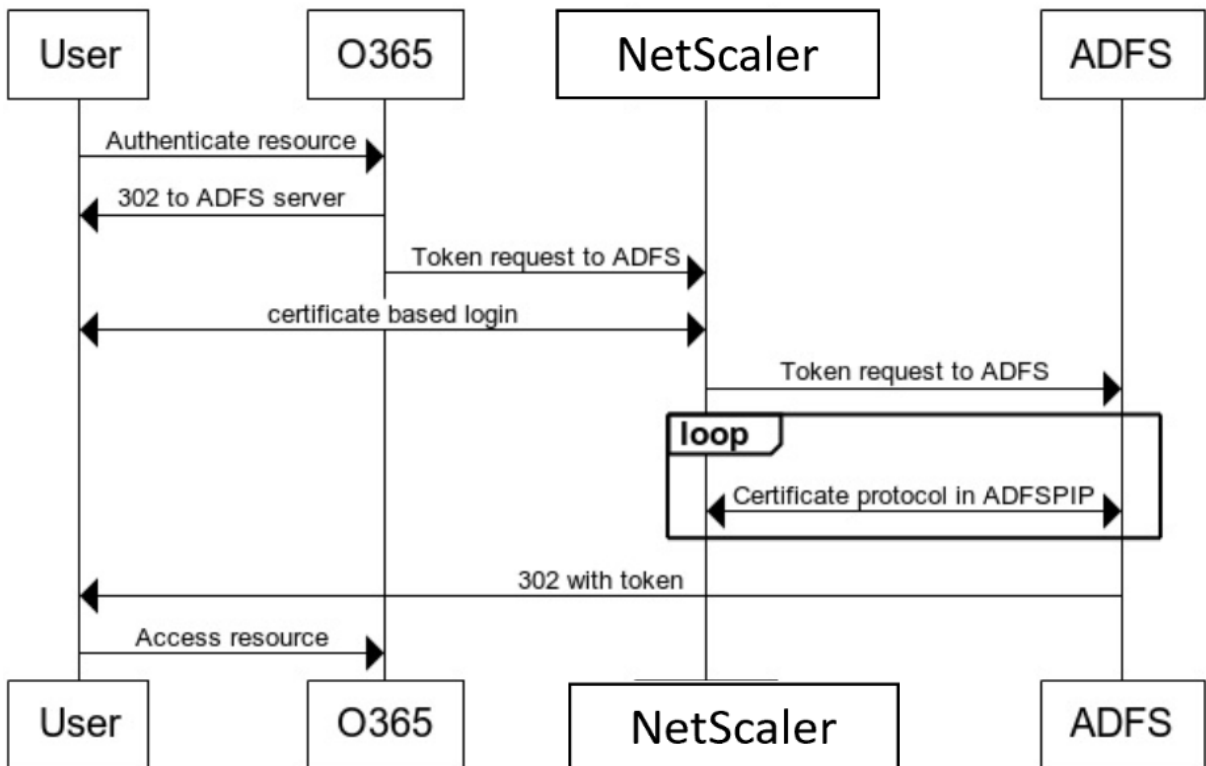 User
O365
NetScaler
ADFS
Authenticate resource
302 to ADFS server
Token request to ADFS
certificate based login
Token request to ADFS
loop
Certificate protocol in ADFSPIP
302 with token
Access resource
User
O365
NetScaler
ADFS